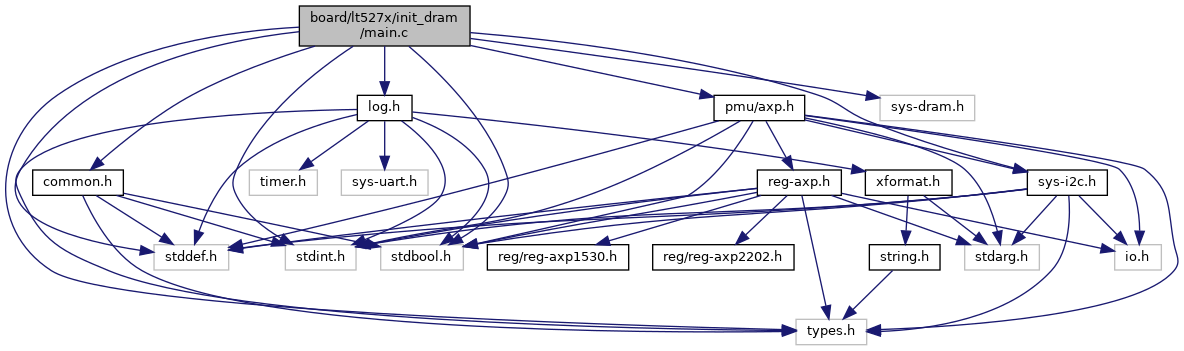 board/lt527x/init_dram
/main.c
log.h
pmu/axp.h
sys-dram.h
common.h
timer.h
sys-uart.h
reg-axp.h
xformat.h
sys-i2c.h
stddef.h
stdint.h
stdbool.h
reg/reg-axp1530.h
reg/reg-axp2202.h
string.h
stdarg.h
io.h
types.h